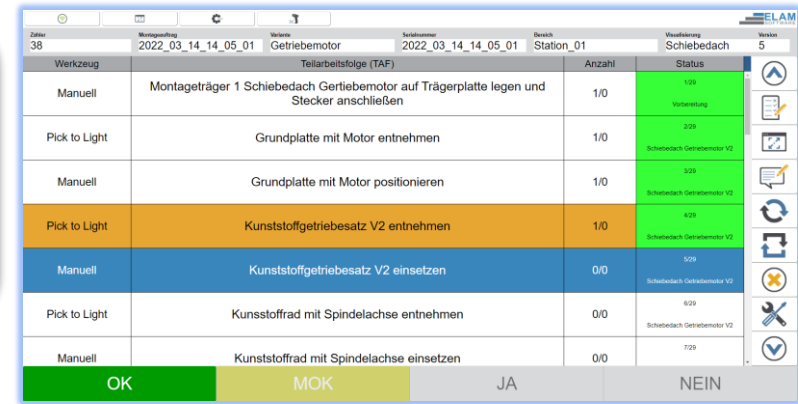 ELAM
SOFTWARE
Zähler Montageauftrag Variante Serialnummer Bereich Visualisierung Version
38 2022_03_14_14_05_01 Getriebemotor 2022_03_14_14_05_01 Station_01 Schiebedach 5
Werkzeug Teilarbeitsfolge (TAF) Anzahl Status
Manuell Montageträger 1 Schiebedach Gertiebemotor auf Trägerplatte legen und 1/0 1/29
Stecker anschließen Vorbereitung
Pick to Light Grundplatte mit Motor entnehmen 1/0 2/29
Schiebedach Getriebemotor V2
Manuell Grundplatte mit Motor positionieren 1/0 3/29
Schiebedach Getriebemotor V2
Pick to Light Kunststoffgetriebesatz V2 entnehmen 1/0 4/29
Schiebedach Getriebemotor V2
Manuell Kunststoffgetriebesatz V2 einsetzen 0/0 5/29
Schiebedach Getriebemotor V2
Pick to Light Kunsstoffrad mit Spindelachse entnehmen 0/0 6/29
Schiebedach Getriebemotor V2
Manuell Kunststoffrad mit Spindelachse einsetzen 0/0 7/29
OK MOK JA NEIN